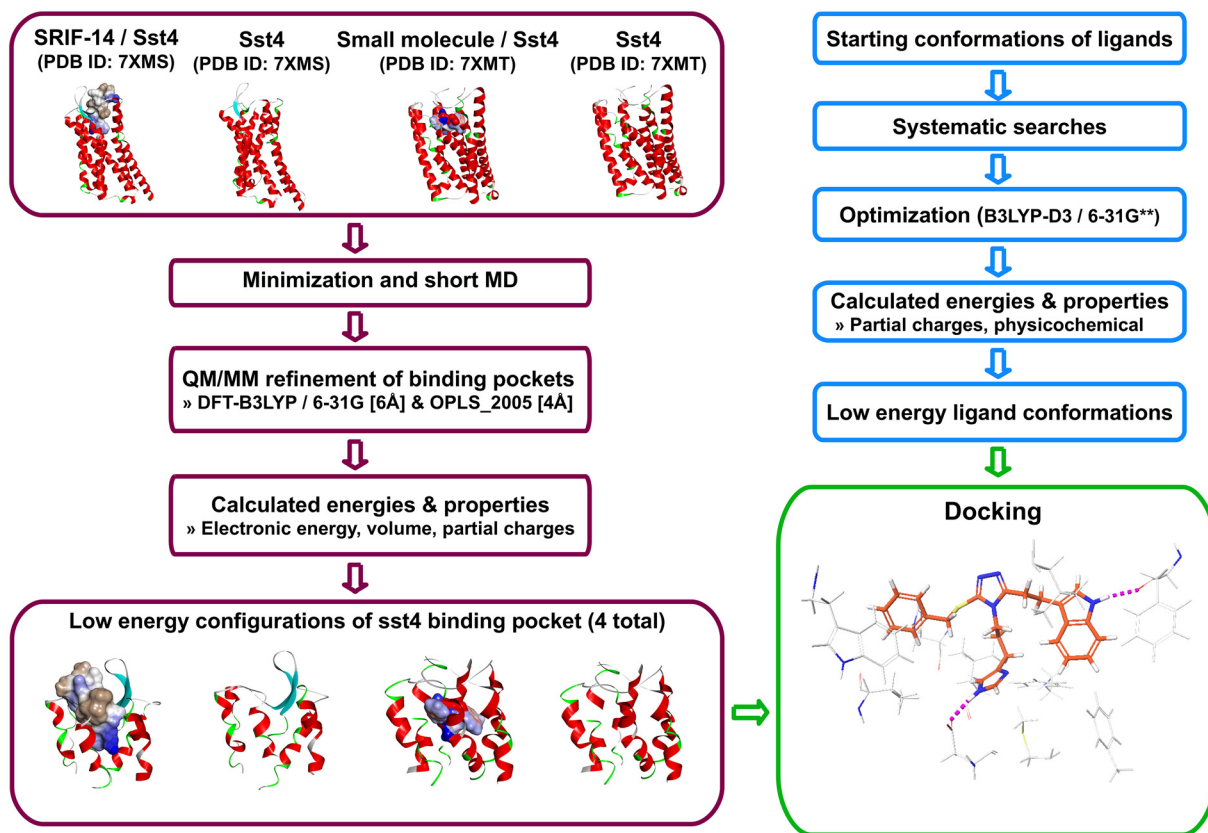 SRIF-14 / Sst4
(PDB ID: 7XMS)
Sst4
(PDB ID: 7XMS)
Small molecule / Sst4
(PDB ID: 7XMT)
Sst4
(PDB ID: 7XMT)
Minimization and short MD
QM/MM refinement of binding pockets
» DFT-B3LYP / 6-31G [6Å] & OPLS_2005 [4Å]
Calculated energies & properties
» Electronic energy, volume, partial charges
Low energy configurations of sst4 binding pocket (4 total)
Starting conformations of ligands
Systematic searches
Optimization (B3LYP-D3 / 6-31G**)
Calculated energies & properties
» Partial charges, physicochemical
Low energy ligand conformations
Docking